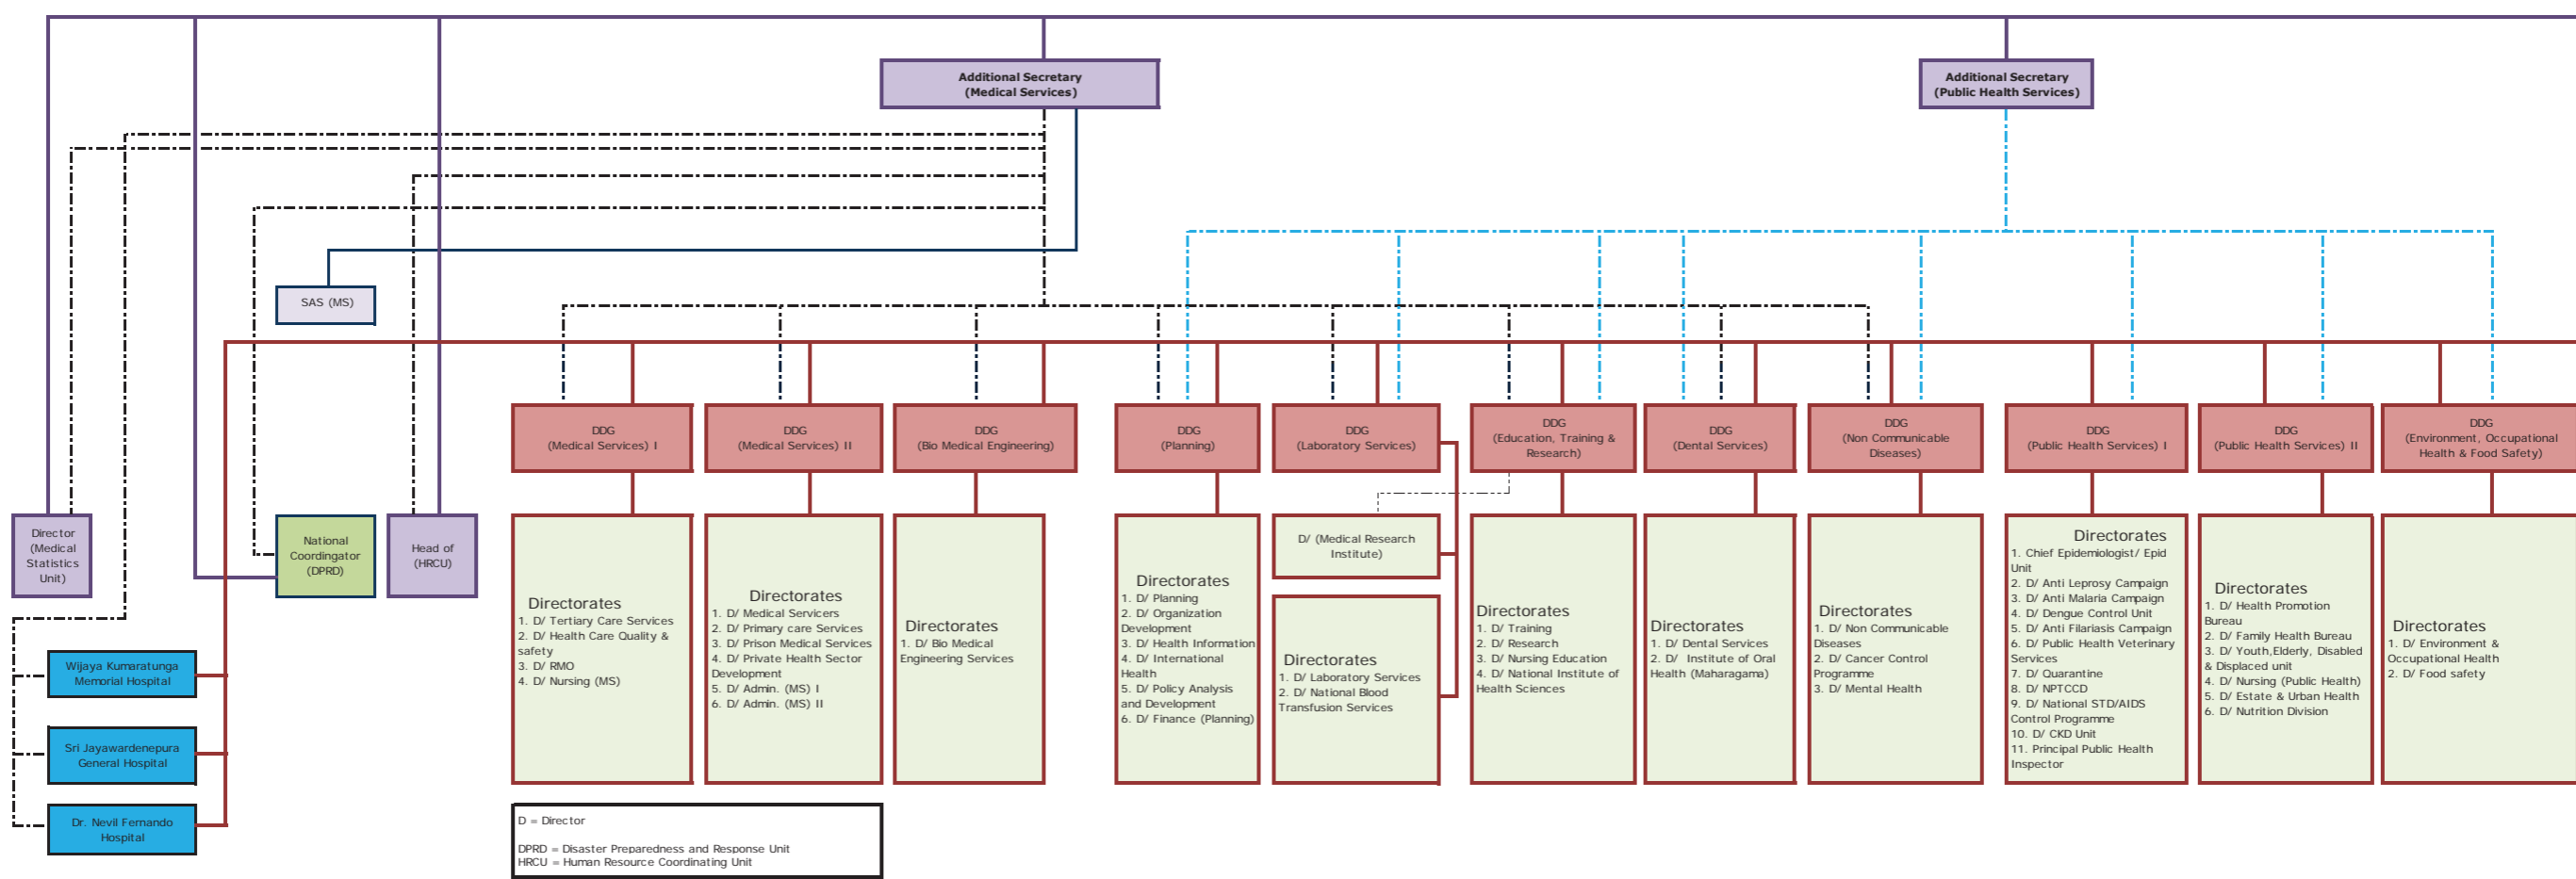 Additional Secretary
(Medical Services)
Additional Secretary
(Public Health Services)
SAS (MS)
DDG
(Medical Services) I
DDG
(Medical Services) II
DDG
(Bio Medical Engineering)
DDG
(Planning)
DDG
(Laboratory Services)
DDG
(Education, Training &
Research)
DDG
(Dental Services)
DDG
(Non Communicable
Diseases)
DDG
(Public Health Services) I
DDG
(Public Health Services) II
DDG
(Environment, Occupational
Health & Food Safety)
Director
(Medical
Statistics
Unit)
National
Coordingator
(DPRD)
Head of
(HRCU)
Directorates
1. D/ Tertiary Care Services
2. D/ Health Care Quality &
safety
3. D/ RMO
4. D/ Nursing (MS)
Directorates
1. D/ Medical Servicers
2. D/ Primary care Services
3. D/ Prison Medical Services
4. D/ Private Health Sector
Development
5. D/ Admin. (MS) I
6. D/ Admin. (MS) II
Directorates
1. D/ Bio Medical
Engineering Services
Directorates
1. D/ Planning
2. D/ Organization
Development
3. D/ Health Information
4. D/ International
Health
5. D/ Policy Analysis
and Development
6. D/ Finance (Planning)
D/ (Medical Research
Institute)
Directorates
1. D/ Laboratory Services
2. D/ National Blood
Transfusion Services
Directorates
1. D/ Training
2. D/ Research
3. D/ Nursing Education
4. D/ National Institute of
Health Sciences
Directorates
1. D/ Dental Services
2. D/ Institute of Oral
Health (Maharagama)
Directorates
1. D/ Non Communicable
Diseases
2. D/ Cancer Control
Programme
3. D/ Mental Health
Directorates
1. Chief Epidemiologist/ Epid
Unit
2. D/ Anti Leprosy Campaign
3. D/ Anti Malaria Campaign
4. D/ Dengue Control Unit
5. D/ Anti Filariasis Campaign
6. D/ Public Health Veterinary
Services
7. D/ Quarantine
8. D/ NPTCCD
9. D/ National STD/AIDS
Control Programme
10. D/ CKD Unit
11. Principal Public Health
Inspector
Directorates
1. D/ Health Promotion
Bureau
2. D/ Family Health Bureau
3. D/ Youth,Elderly, Disabled
& Displaced unit
4. D/ Nursing (Public Health)
5. D/ Estate & Urban Health
6. D/ Nutrition Division
Directorates
1. D/ Environment &
Occupational Health
2. D/ Food safety
Wijaya Kumaratunga
Memorial Hospital
Sri Jayawardenepura
General Hospital
Dr. Nevil Fernando
Hospital
D = Director
DPRD = Disaster Preparedness and Response Unit
HRCU = Human Resource Coordinating Unit